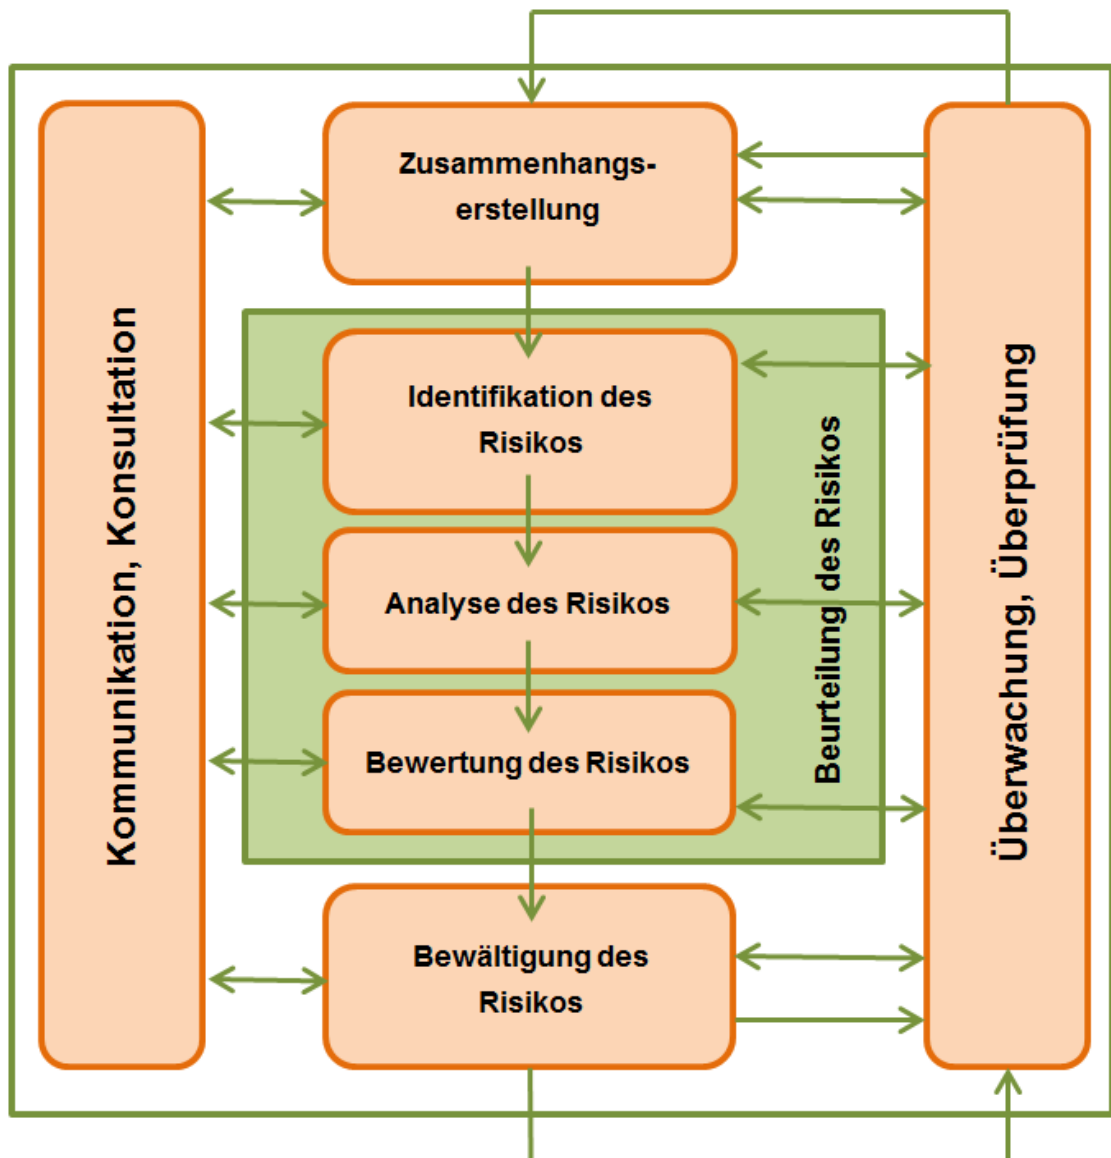 Kommunikation, Konsultation
Zusammenhangs-
erstellung
Identifikation des
Risikos
Analyse des Risikos
Bewertung des Risikos
Beurteilung des Risikos
Bewältigung des
Risikos
Überwachung, Überprüfung